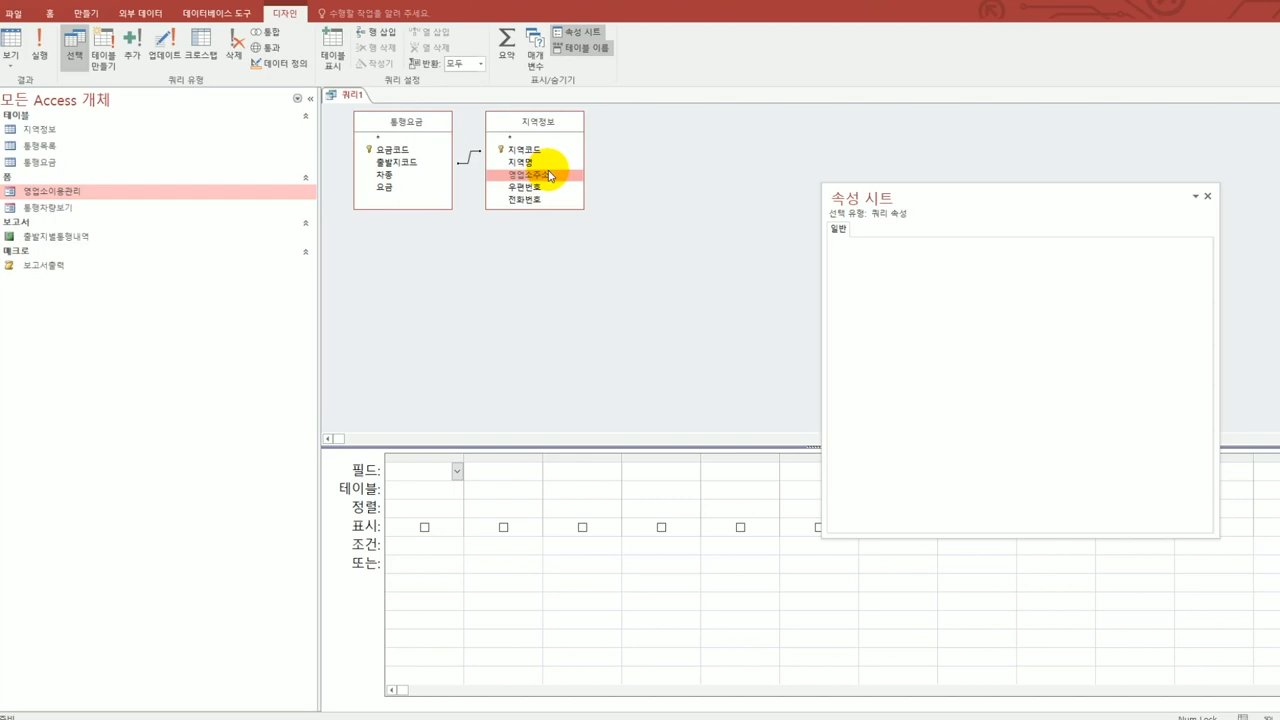 파일 홈 만들기 외부 데이터 데이터베이스 도구 디자인 수행할 작업을 알려 주세요.
보기 실행 선택 테이블 만들기 추가 업데이트 크로스탭 삭제 통합 통과 데이터 정의
테이블 표시 행 삽입 행 삭제 작성기 열 삽입 열 삭제 반환: 모두 요약 매개 변수 속성 시트 테이블 이름
결과 쿼리 유형 쿼리 설정 표시/숨기기
모든 Access 개체
테이블
지역정보
통행목록
통행요금
폼
영업소이용관리
통행차량보기
보고서
출발지별통행내역
매크로
보고서출력
쿼리1
통행요금
*
요금코드
출발지코드
차종
요금
지역정보
*
지역코드
지역명
영업소주소
우편번호
전화번호
속성 시트
선택 유형: 쿼리 속성
일반
필드:
테이블:
정렬:
표시:
조건:
또는:
준비
Num Lock